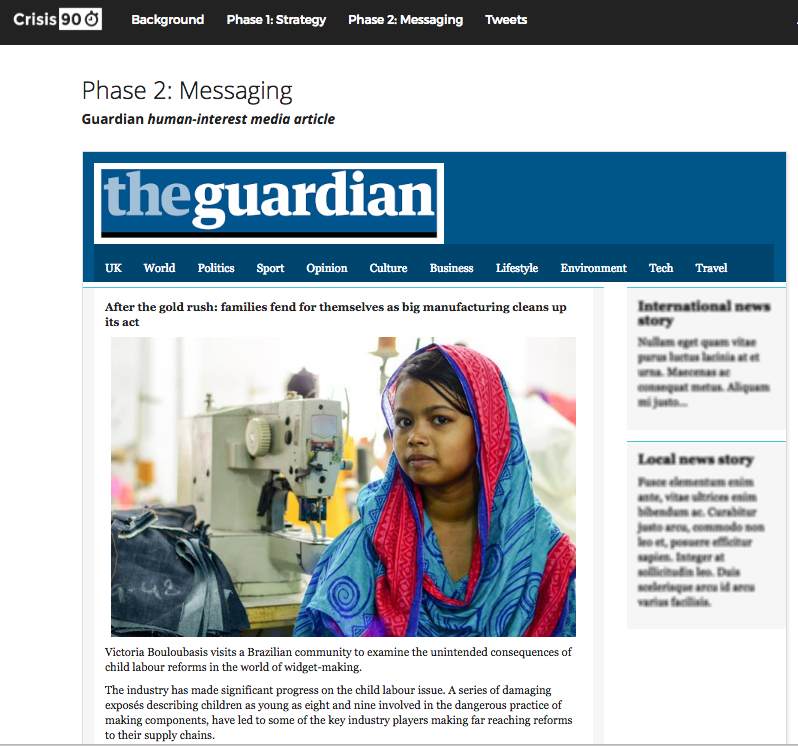 Crisis 90
Background
Phase 1: Strategy
Phase 2: Messaging
Tweets
Phase 2: Messaging
Guardian human-interest media article
theguardian
UK
World
Politics
Sport
Opinion
Culture
Business
Lifestyle
Environment
Tech
Travel
After the gold rush: families fend for themselves as big manufacturing cleans up
its act
Victoria Bouloubasis visits a Brazilian community to examine the unintended consequences of
child labour reforms in the world of widget-making.
The industry has made significant progress on the child labour issue. A series of damaging
exposés describing children as young as eight and nine involved in the dangerous practice of
making components, have led to some of the key industry players making far reaching reforms
to their supply chains.
International news
story
Nullam eget quam vitae
purus luctus lacinia at et
urna. Maecenas ac
consequat metus. Aliquam
mi justo...
Local news story
Fusce elementum enim
ante, vitae ultrices enim
bibendum ac. Curabitur
justo arcu, commodo non
leo et, posuere efficitur
sapien. Integer at
sollicitudin leo. Duis
scelerisque arcu id arcu
varius facilisis.